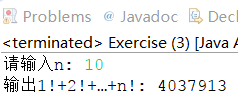 Problems @ Javadoc Decl
<terminated> Exercise (3) [Java A
请输入n: 10
输出1!+2!+…+n!: 4037913